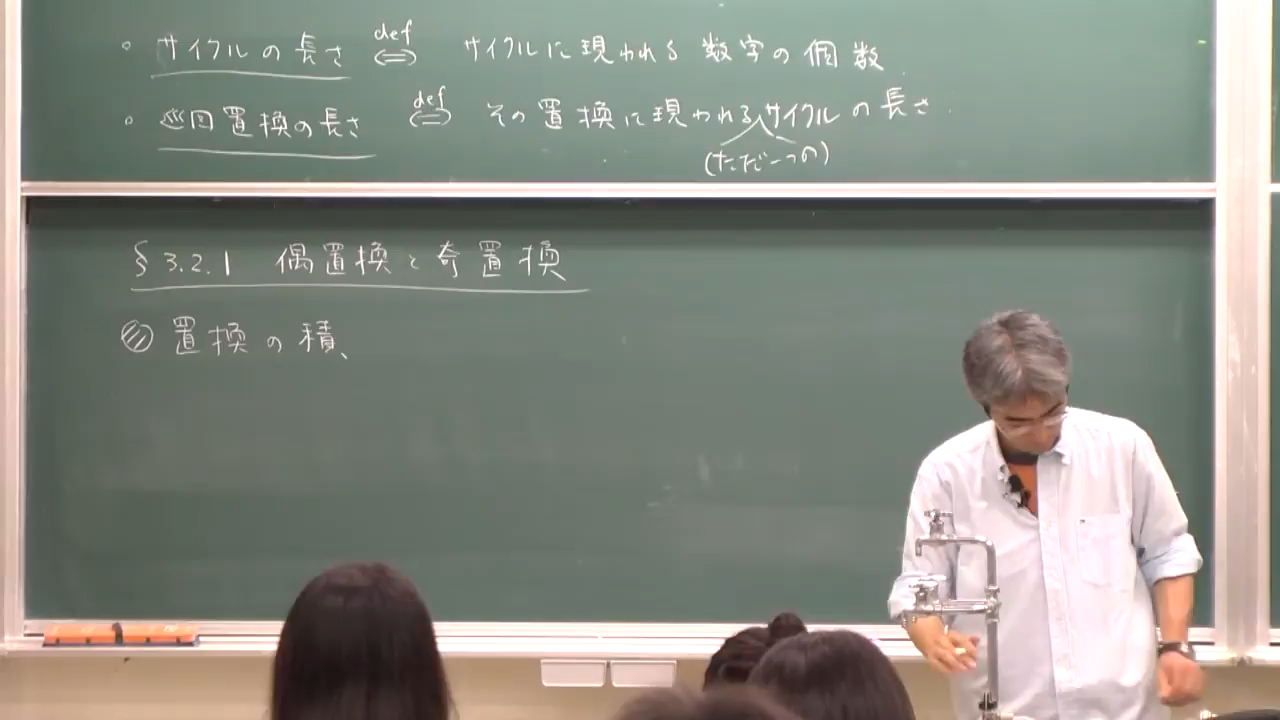 。サイクルの長さ def ⇔ サイクルに現われる数字の個数.
。巡回置換の長さ def ⇔ その置換に現われるサイクルの長さ.
(ただ一つの)
§3.2.1 偶置換と奇置換
置換の積、